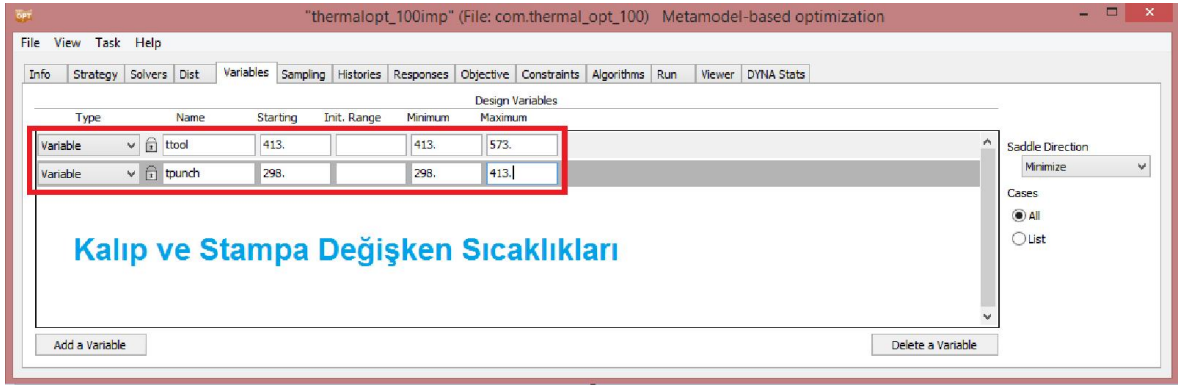 OPT
"thermalopt_100imp" (File: com.thermal_opt_100) Metamodel-based optimization
File View Task Help
Info Strategy Solvers Dist Variables Sampling Histories Responses Objective Constraints Algorithms Run Viewer DYNA Stats
Design Variables
Type Name Starting Init. Range Minimum Maximum
Variable ttool 413. 413. 573.
Variable tpunch 298. 298. 413.
Kalıp ve Stampa Değişken Sıcaklıkları
Saddle Direction
Minimize
Cases
All
List
Add a Variable Delete a Variable